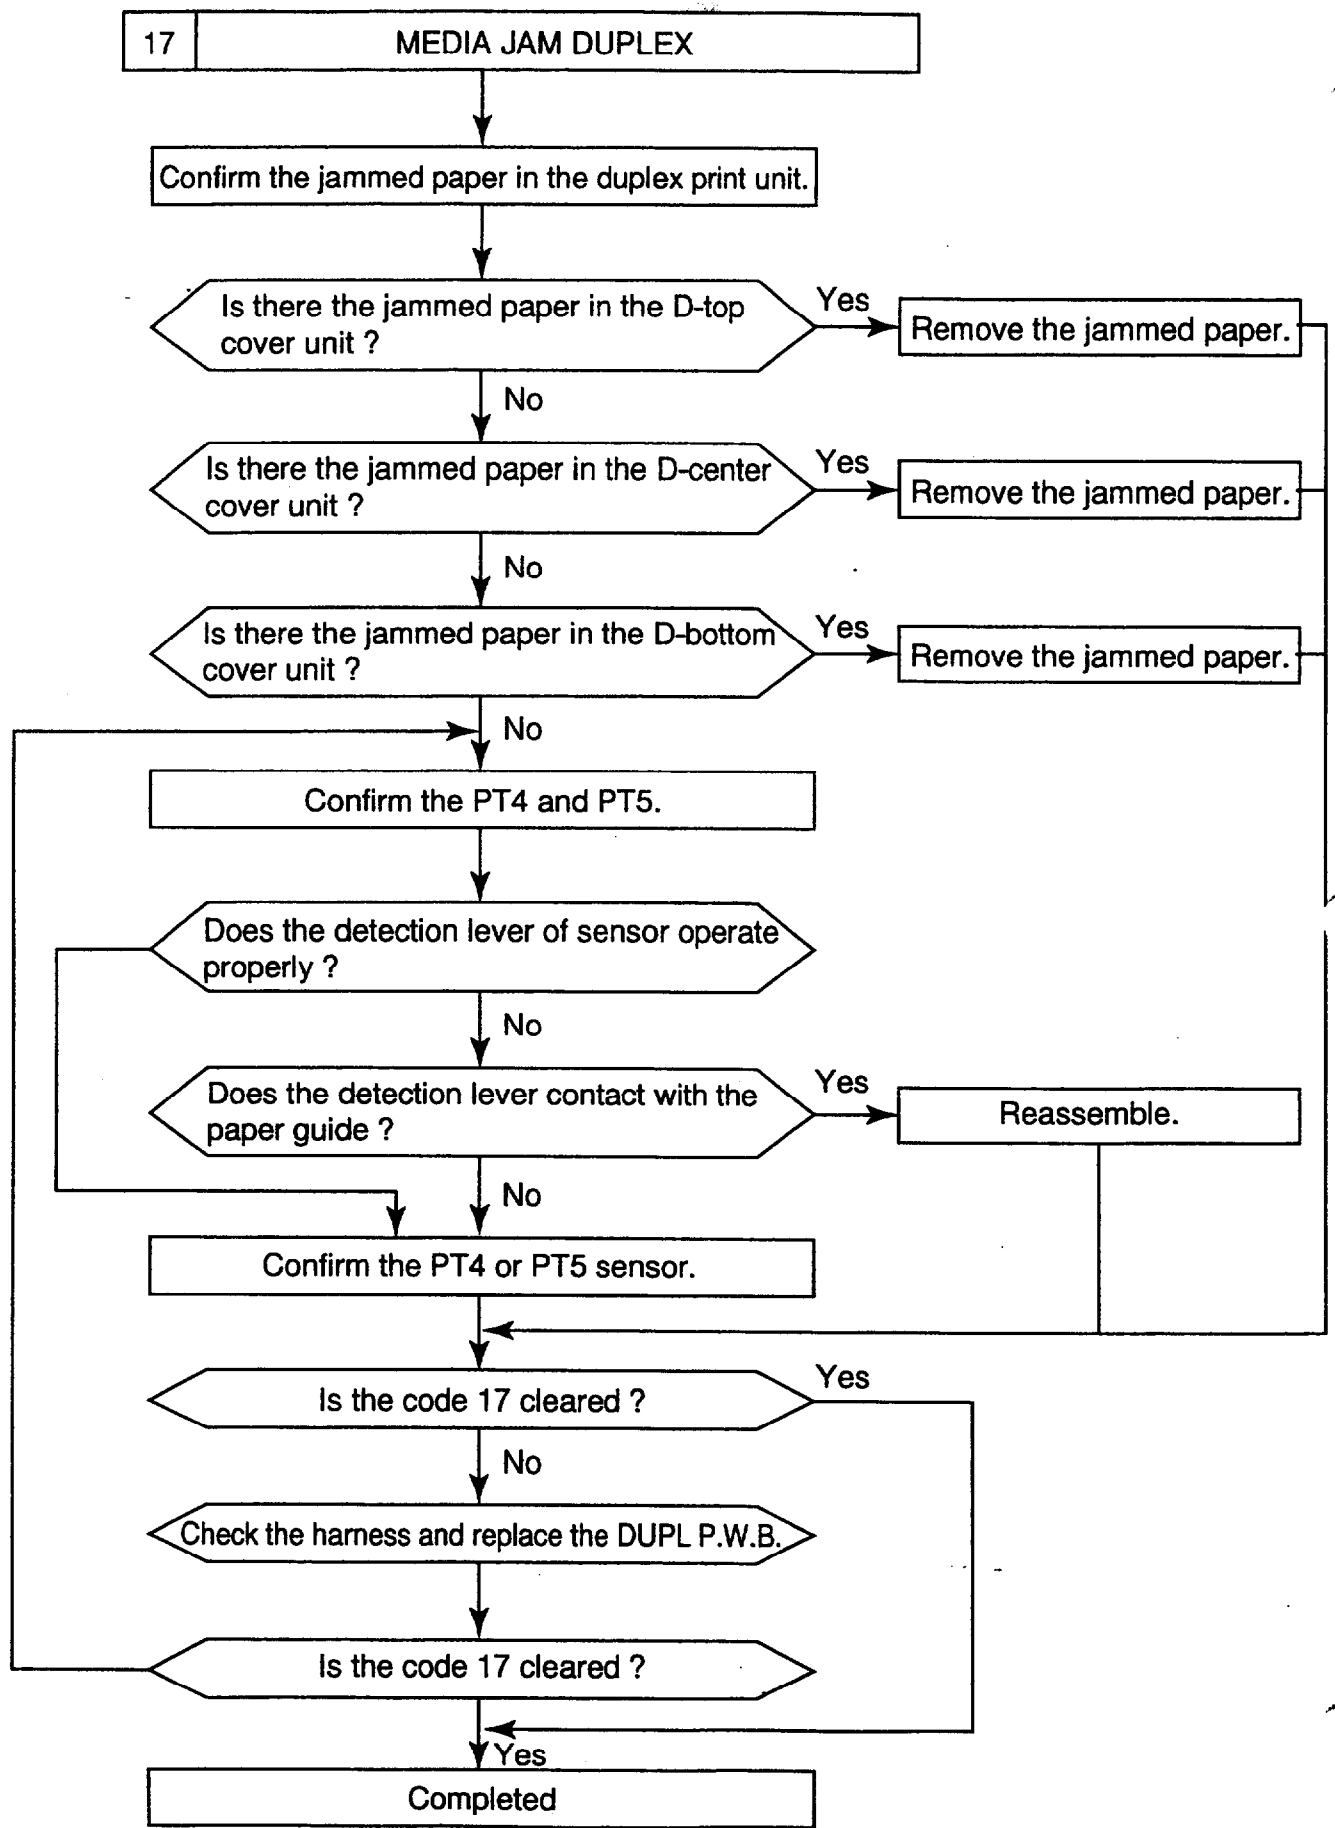 17 MEDIA JAM DUPLEX
Confirm the jammed paper in the duplex print unit.
Is there the jammed paper in the D-top
cover unit ?
Yes
Remove the jammed paper.
No
Is there the jammed paper in the D-center
cover unit ?
Yes
Remove the jammed paper.
No
Is there the jammed paper in the D-bottom
cover unit ?
Yes
Remove the jammed paper.
No
Confirm the PT4 and PT5.
Does the detection lever of sensor operate
properly ?
No
Does the detection lever contact with the
paper guide ?
Yes
Reassemble.
No
Confirm the PT4 or PT5 sensor.
Is the code 17 cleared ?
Yes
No
Check the harness and replace the DUPL P.W.B.
Is the code 17 cleared ?
Yes
Completed